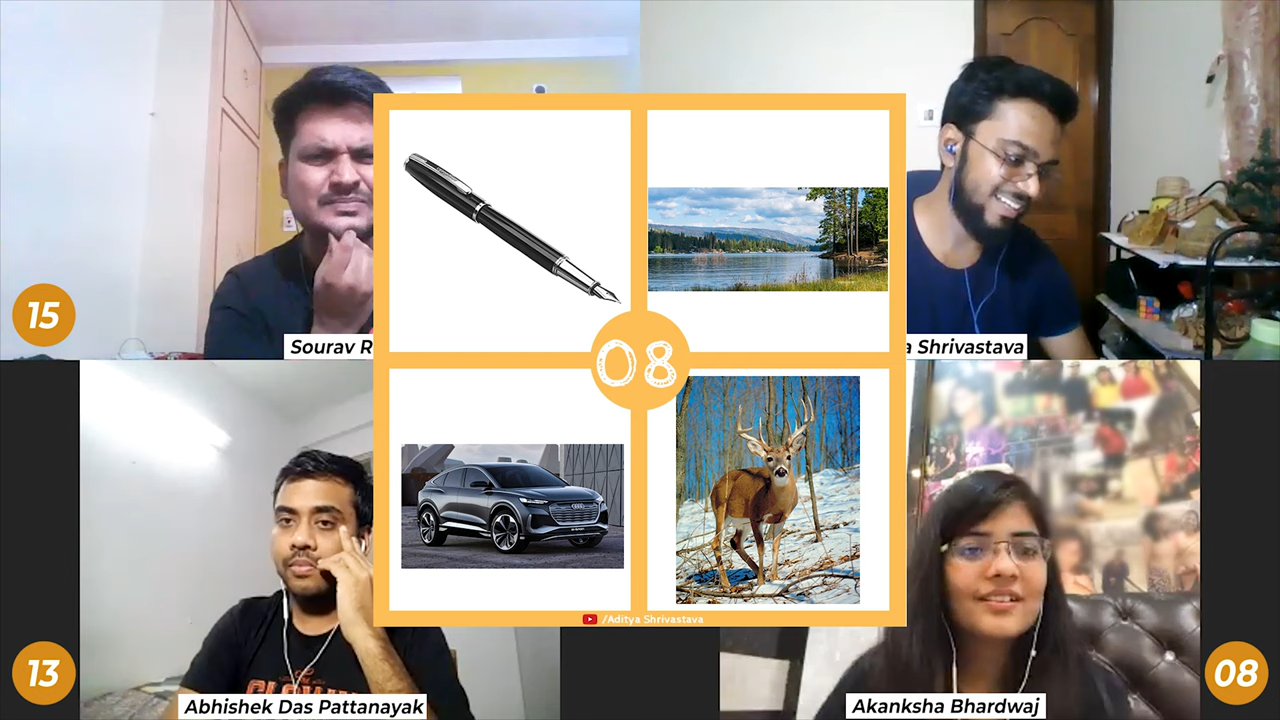 15
Sourav R
a Shrivastava
08
/Aditya Shrivastava
13
Abhishek Das Pattanayak
Akanksha Bhardwaj
08